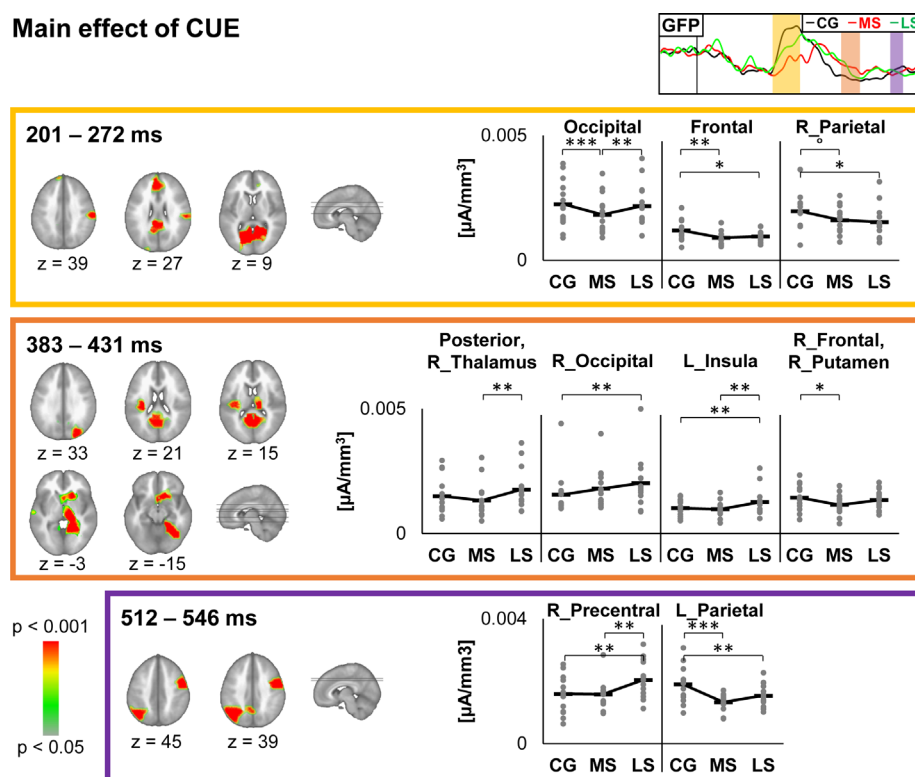 Main effect of CUE
GFP
–CG –MS –LS
201 – 272 ms
z = 39
z = 27
z = 9
0.005
[µA/mm³]
0
Occipital
*** **
CG MS LS
Frontal
**
*
CG MS LS
R_Parietal
°
*
CG MS LS
383 – 431 ms
z = 33
z = 21
z = 15
z = -3
z = -15
0.005
[µA/mm³]
0
Posterior,
R_Thalamus
**
CG MS LS
R_Occipital
**
CG MS LS
L_Insula
**
**
CG MS LS
R_Frontal,
R_Putamen
*
CG MS LS
p < 0.001
p < 0.05
512 – 546 ms
z = 45
z = 39
0.004
[µA/mm3]
0
R_Precentral
**
**
CG MS LS
L_Parietal
***
**
CG MS LS